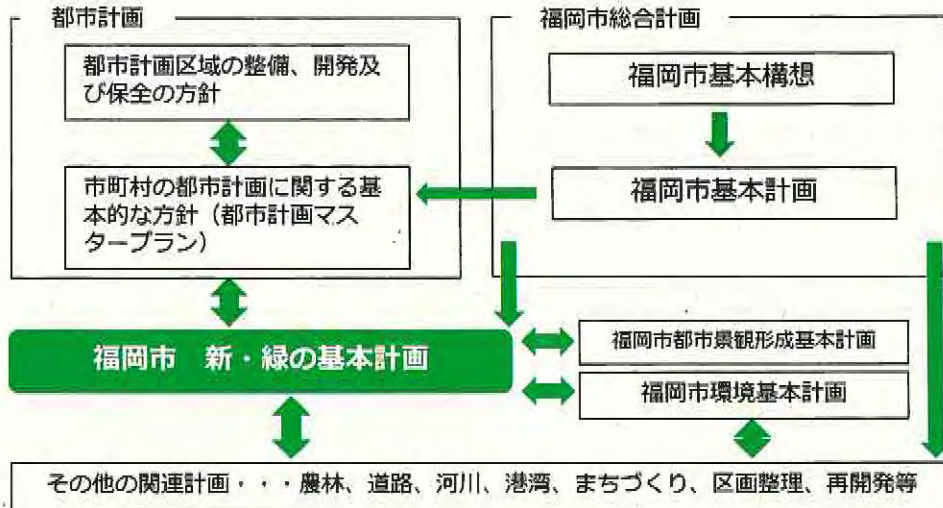 都市計画
都市計画区域の整備、開発及
び保全の方針
市町村の都市計画に関する基
本的な方針（都市計画マス
タープラン）
福岡市総合計画
福岡市基本構想
福岡市基本計画
福岡市　新・緑の基本計画
福岡市都市景観形成基本計画
福岡市環境基本計画
その他の関連計画・・・農林、道路、河川、港湾、まちづくり、区画整理、再開発等